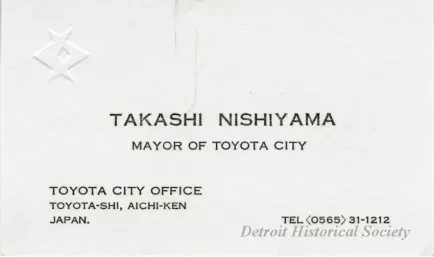 TAKASHI NISHIYAMA
MAYOR OF TOYOTA CITY
TOYOTA CITY OFFICE
TOYOTA-SHI, AICHI-KEN
JAPAN.
TEL〈0565〉31-1212
Detroit Historical Society